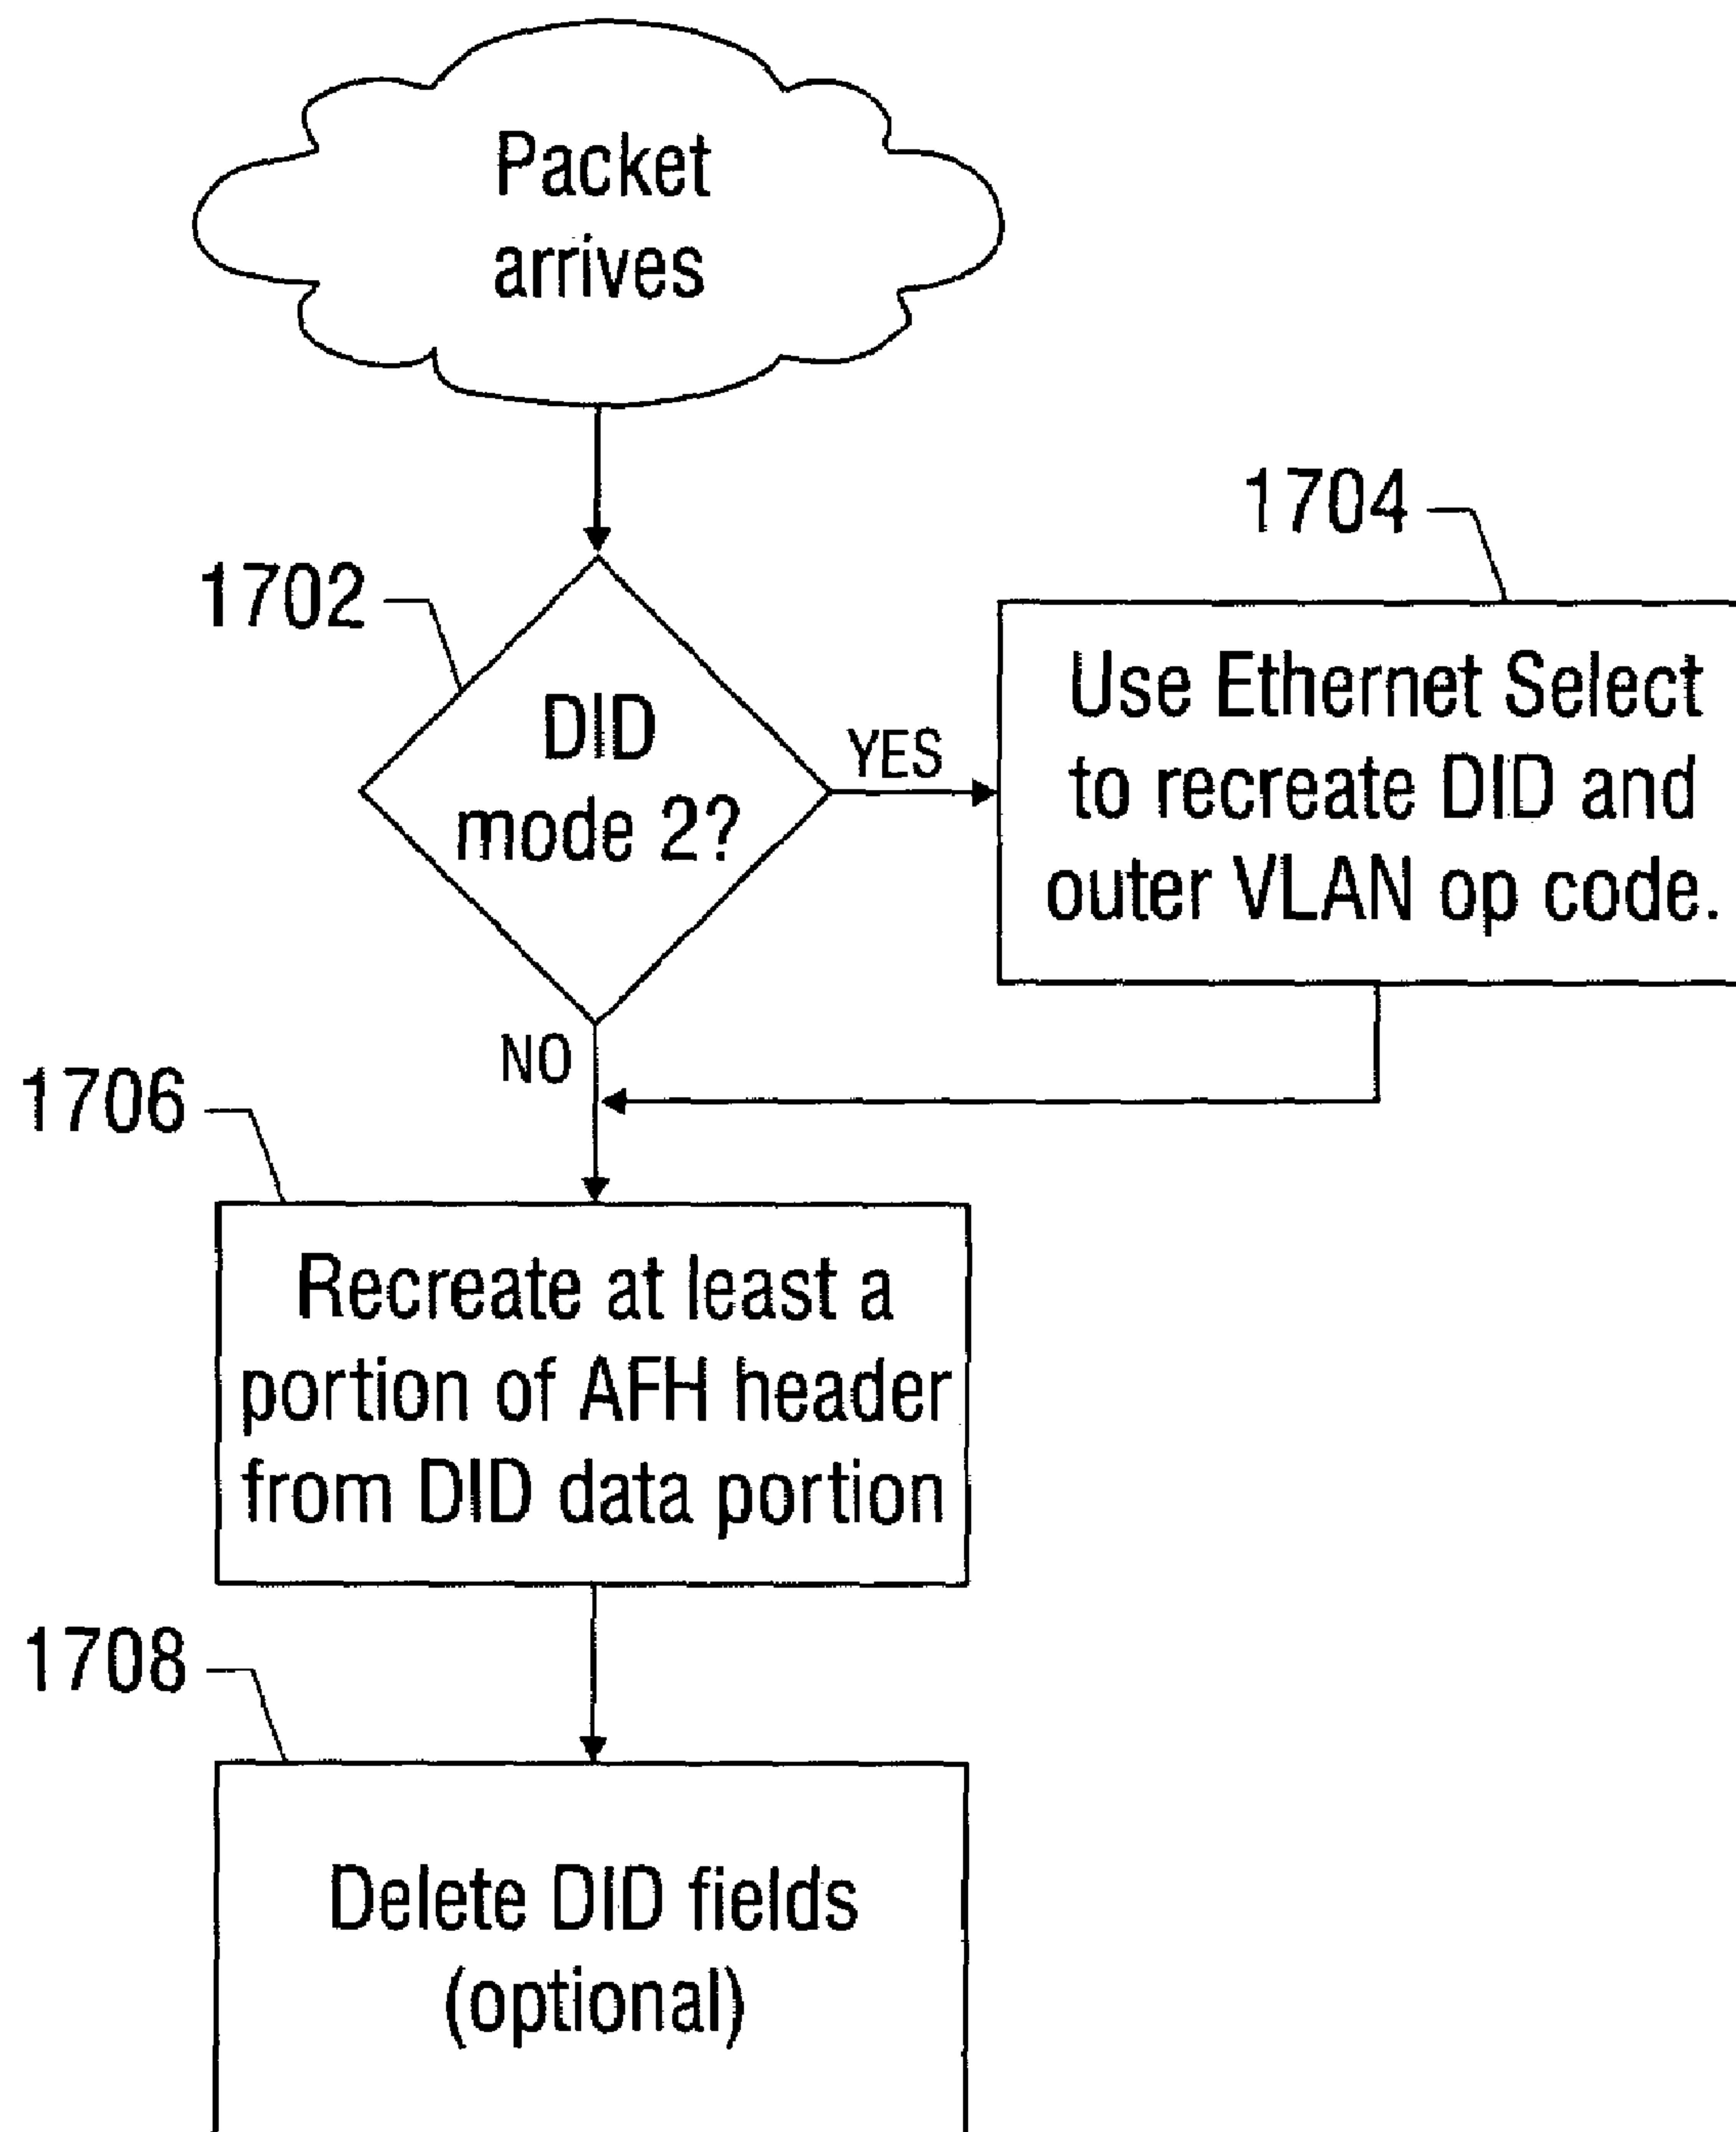 Packet
arrives
1702
DID
mode 2?
YES
1704
Use Ethernet Select
to recreate DID and
outer VLAN op code.
NO
1706
Recreate at least a
portion of AFH header
from DID data portion
1708
Delete DID fields
(optional)